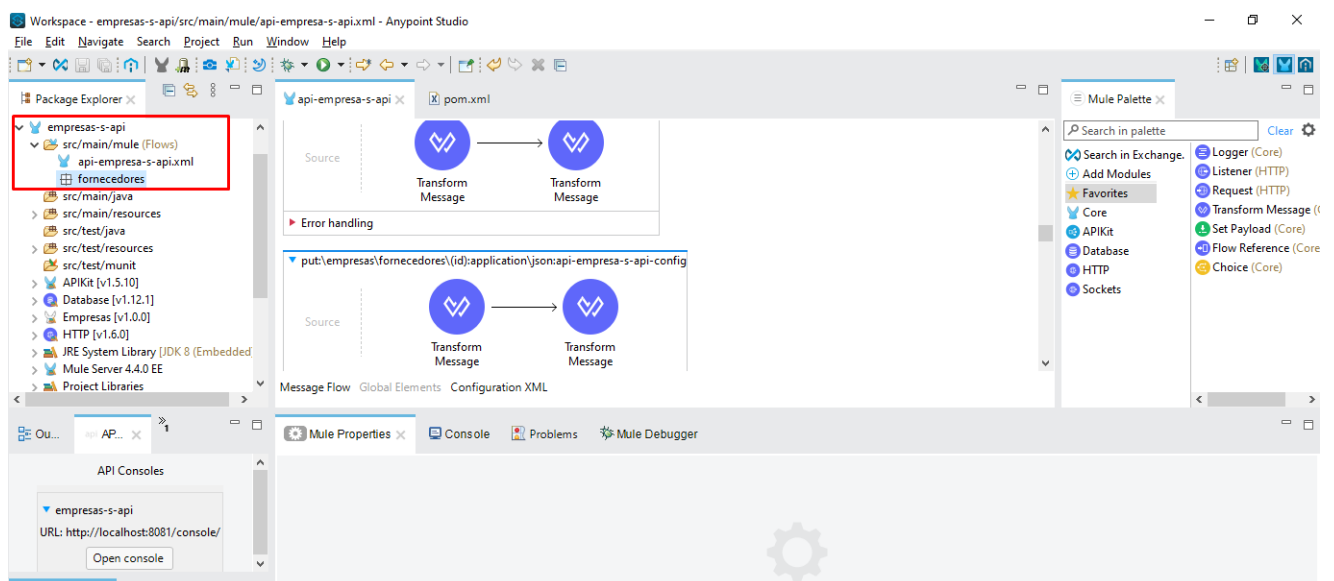 Workspace - empresas-s-api/src/main/mule/api-empresa-s-api.xml - Anypoint Studio
File Edit Navigate Search Project Run Window Help
Package Explorer
empresas-s-api
src/main/mule (Flows)
api-empresa-s-api.xml
fornecedores
src/main/java
src/main/resources
src/test/java
src/test/resources
src/test/munit
APIKit [v1.5.10]
Database [v1.12.1]
Empresas [v1.0.0]
HTTP [v1.6.0]
JRE System Library [JDK 8 (Embedded
Mule Server 4.4.0 EE
Project Libraries
api-empresa-s-api
pom.xml
Source
Transform
Message
Transform
Message
Error handling
put:\empresas\fornecedores\(id):application\json:api-empresa-s-api-config
Source
Transform
Message
Transform
Message
Message Flow Global Elements Configuration XML
Mule Palette
Search in palette
Clear
Search in Exchange.
Add Modules
Favorites
Core
APIKit
Database
HTTP
Sockets
Logger (Core)
Listener (HTTP)
Request (HTTP)
Transform Message (
Set Payload (Core)
Flow Reference (Core
Choice (Core)
Ou...
api AP...
1
API Consoles
empresas-s-api
URL: http://localhost:8081/console/
Open console
Mule Properties
Console
Problems
Mule Debugger